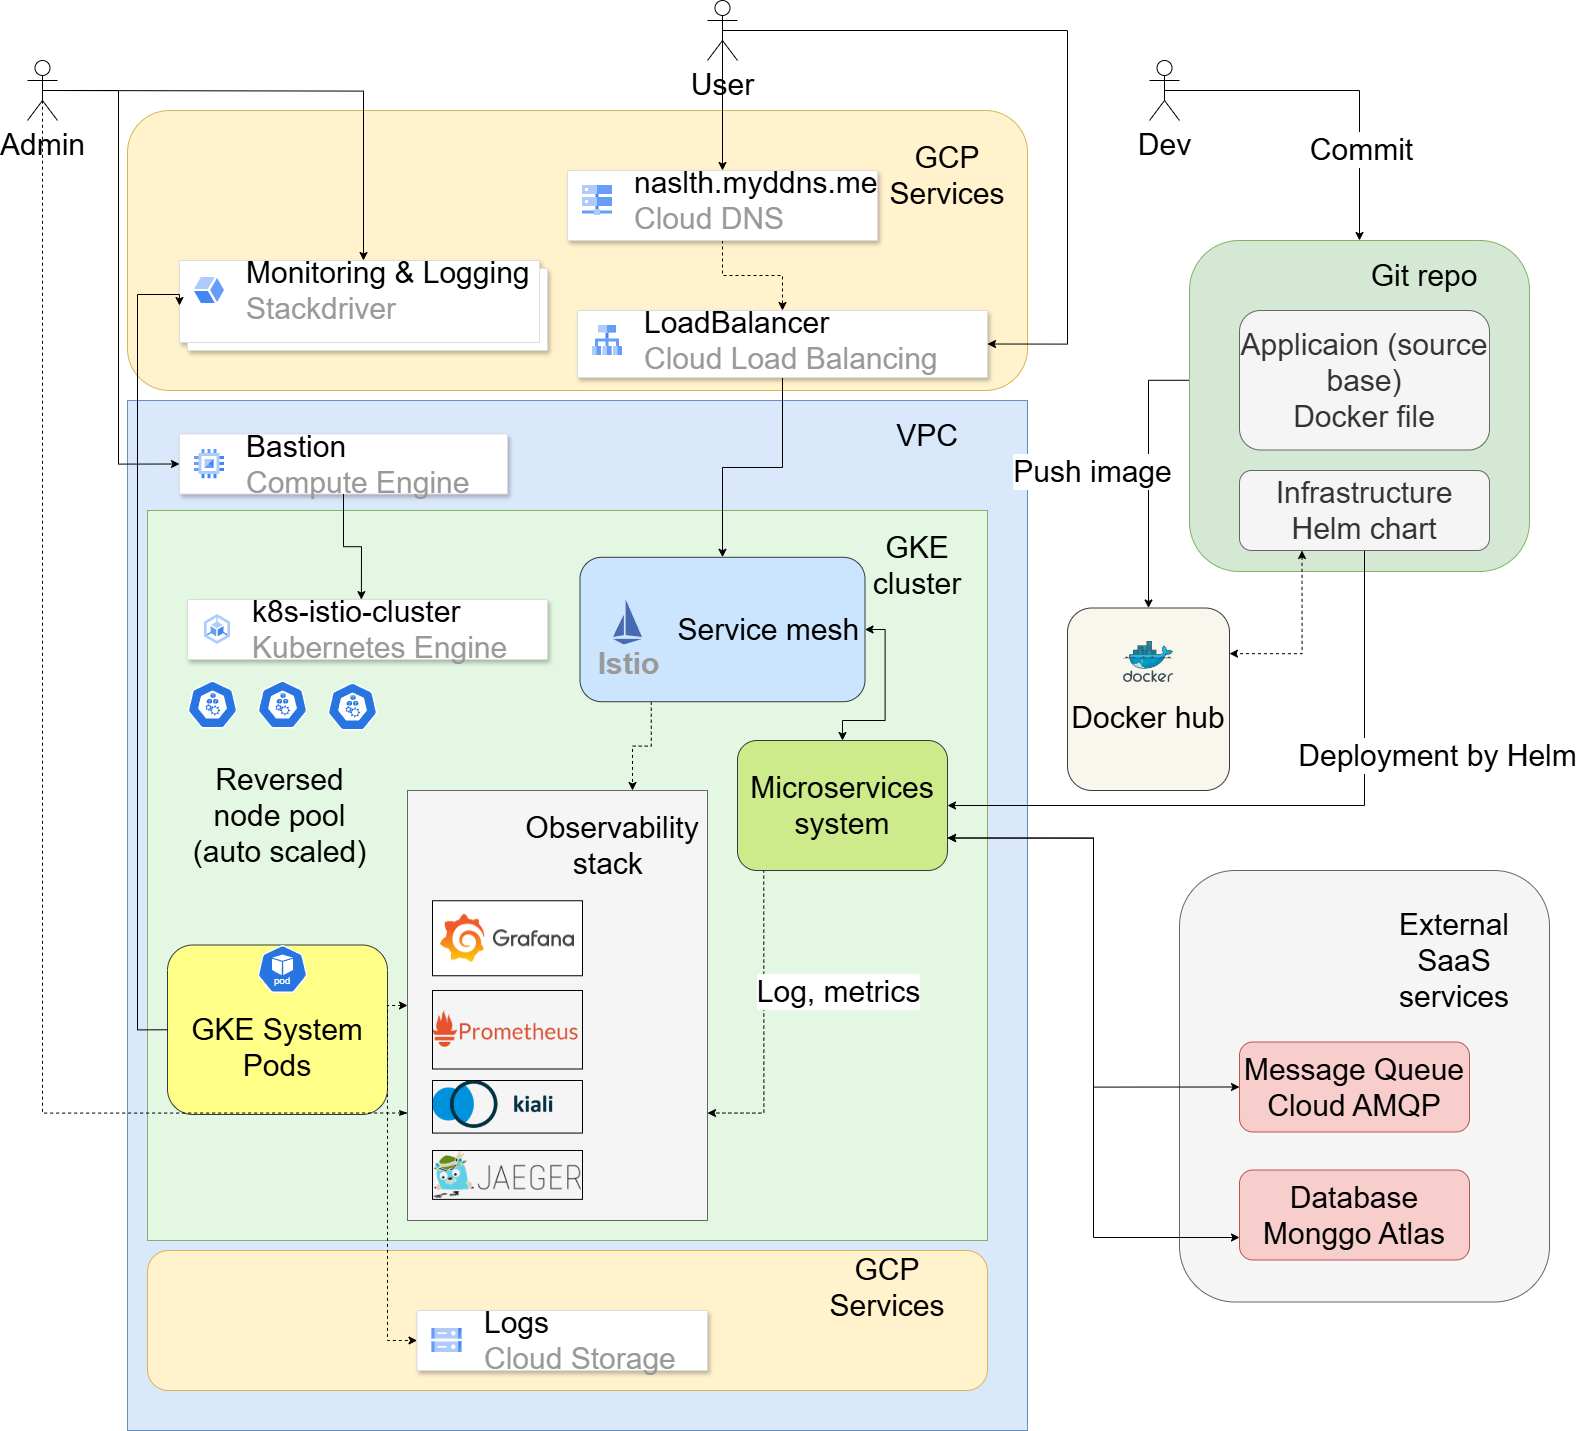 User
Admin
Dev
Commit
GCP
Services
naslth.myddns.me
Cloud DNS
Monitoring & Logging
Stackdriver
LoadBalancer
Cloud Load Balancing
Git repo
Applicaion (source
base)
Docker file
Infrastructure
Helm chart
Push image
VPC
Bastion
Compute Engine
GKE
cluster
k8s-istio-cluster
Kubernetes Engine
Istio
Service mesh
docker
Docker hub
Deployment by Helm
Microservices
system
Reversed
node pool
(auto scaled)
Observability
stack
Grafana
Prometheus
kiali
JAEGER
Log, metrics
pod
GKE System
Pods
External
SaaS
services
Message Queue
Cloud AMQP
Database
Monggo Atlas
GCP
Services
Logs
Cloud Storage